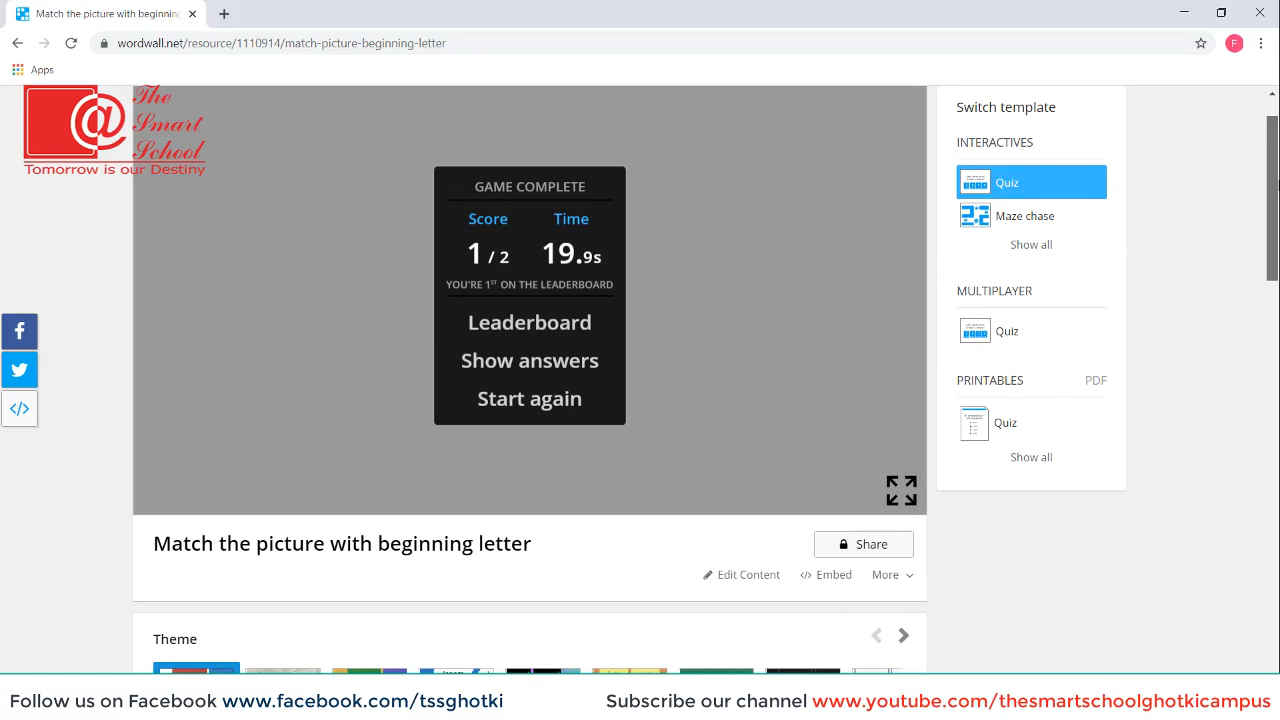 Match the picture with beginning
wordwall.net/resource/1110914/match-picture-beginning-letter
F
Apps
@
The
Smart
School
Tomorrow is our Destiny
GAME COMPLETE
Score Time
1 / 2 19.9s
YOU'RE 1ST ON THE LEADERBOARD
Leaderboard
Show answers
Start again
Switch template
INTERACTIVES
Quiz
Maze chase
Show all
MULTIPLAYER
Quiz
PRINTABLES PDF
Quiz
Show all
f
</>
Match the picture with beginning letter
Share
Edit Content </> Embed More
Theme
Follow us on Facebook www.facebook.com/tssghotki
Subscribe our channel www.youtube.com/thesmartschoolghotkicampus